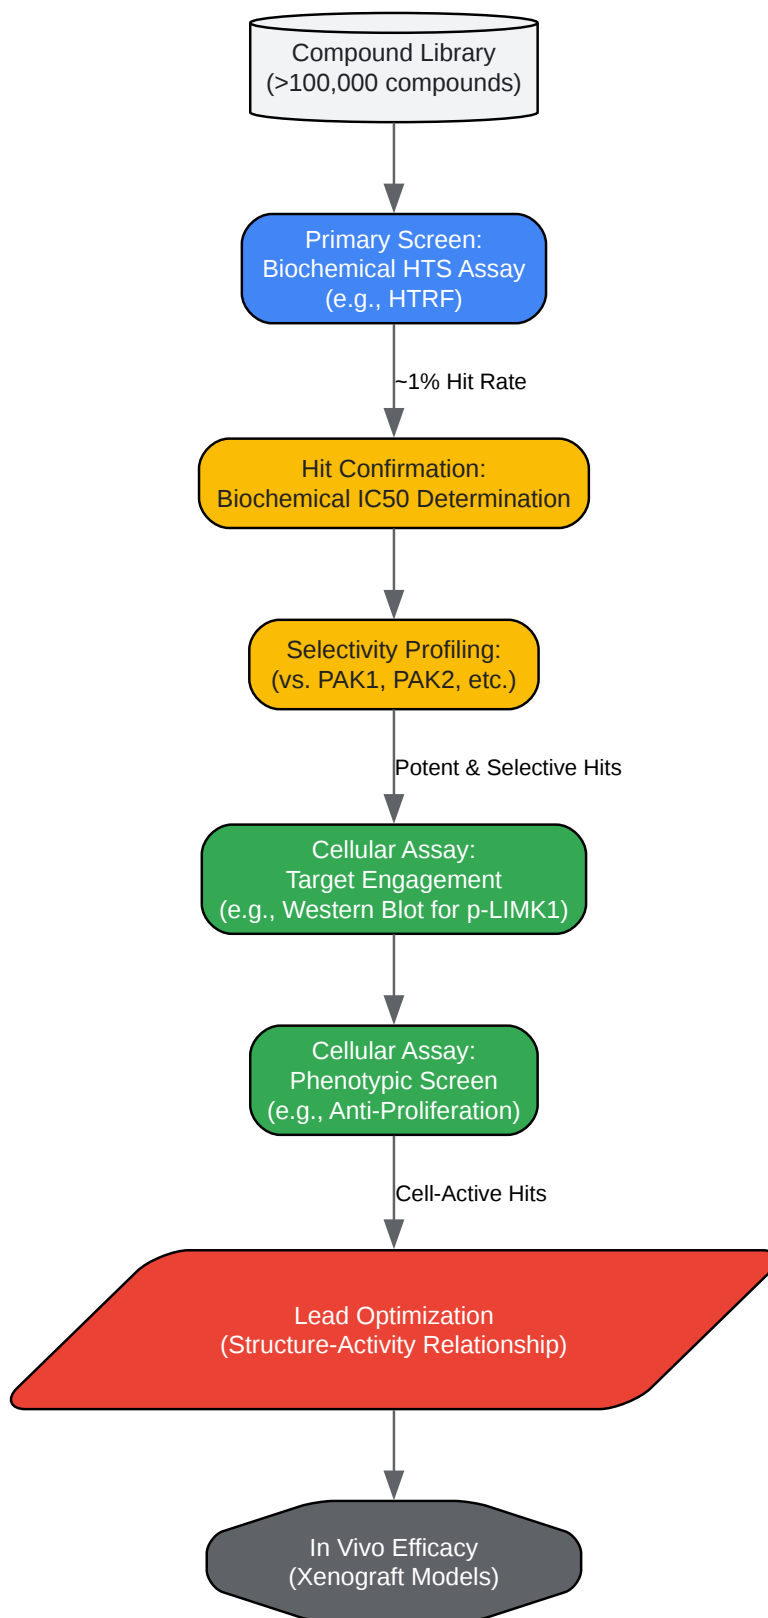 Compound Library
(>100,000 compounds)
Primary Screen:
Biochemical HTS Assay
(e.g., HTRF)
~1% Hit Rate
Hit Confirmation:
Biochemical IC50 Determination
Selectivity Profiling:
(vs. PAK1, PAK2, etc.)
Potent & Selective Hits
Cellular Assay:
Target Engagement
(e.g., Western Blot for p-LIMK1)
Cellular Assay:
Phenotypic Screen
(e.g., Anti-Proliferation)
Cell-Active Hits
Lead Optimization
(Structure-Activity Relationship)
In Vivo Efficacy
(Xenograft Models)